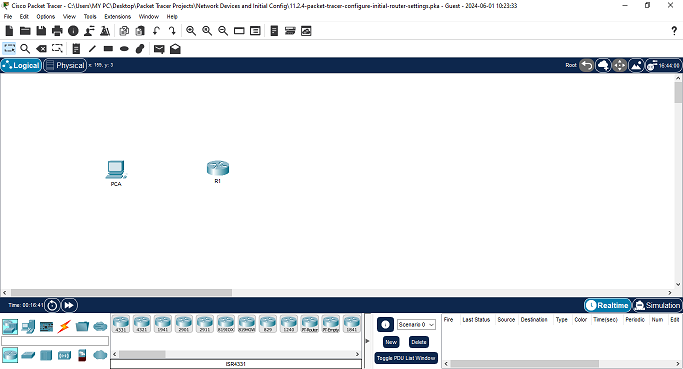 Cisco Packet Tracer - C:\Users\MY PC\Desktop\Packet Tracer Projects\Network Devices and Initial Config\11.2.4-packet-tracer-configure-initial-router-settings.pka - Guest - 2024-06-01 10:23:33
File Edit Options View Tools Extensions Window Help
Logical Physical x: 155, y: 3 Root 16:44:00
PCA R1
Time: 00:16:41 Realtime Simulation
4331 4321 1941 2901 2911 819IOX 819HGW 829 1240 PT-Router PT-Empty 1841
ISR4331
Scenario 0
New Delete
Toggle PDU List Window
Fire Last Status Source Destination Type Color Time(sec) Periodic Num Edit